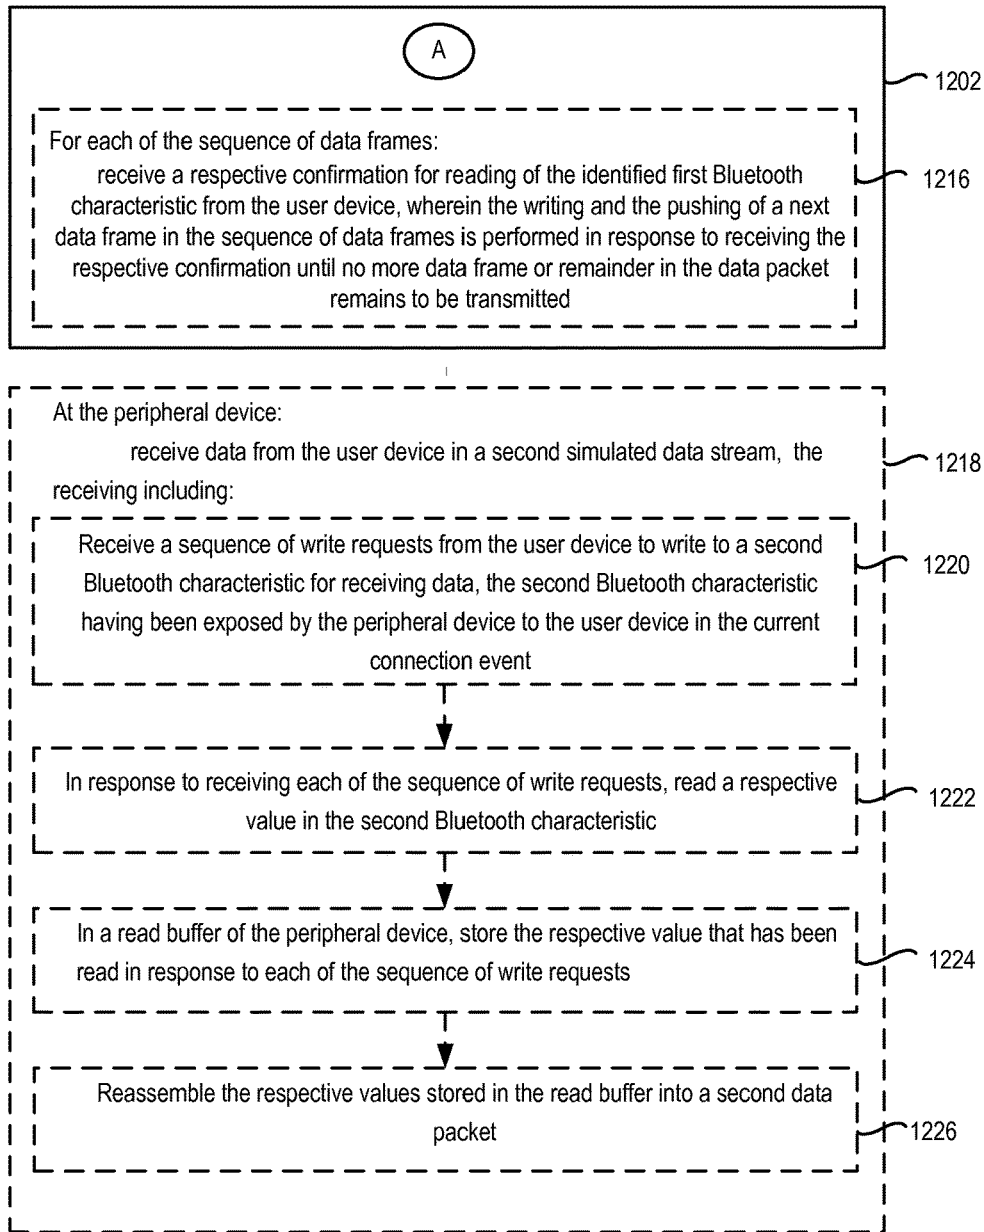 A
1202
For each of the sequence of data frames:
receive a respective confirmation for reading of the identified first Bluetooth
1216
characteristic from the user device, wherein the writing and the pushing of a next
data frame in the sequence of data frames is performed in response to receiving the
respective confirmation until no more data frame or remainder in the data packet
remains to be transmitted
At the peripheral device:
receive data from the user device in a second simulated data stream, the
1218
receiving including:
Receive a sequence of write requests from the user device to write to a second
1220
Bluetooth characteristic for receiving data, the second Bluetooth characteristic
having been exposed by the peripheral device to the user device in the current
connection event
In response to receiving each of the sequence of write requests, read a respective
1222
value in the second Bluetooth characteristic
In a read buffer of the peripheral device, store the respective value that has been
1224
read in response to each of the sequence of write requests
Reassemble the respective values stored in the read buffer into a second data
packet
1226